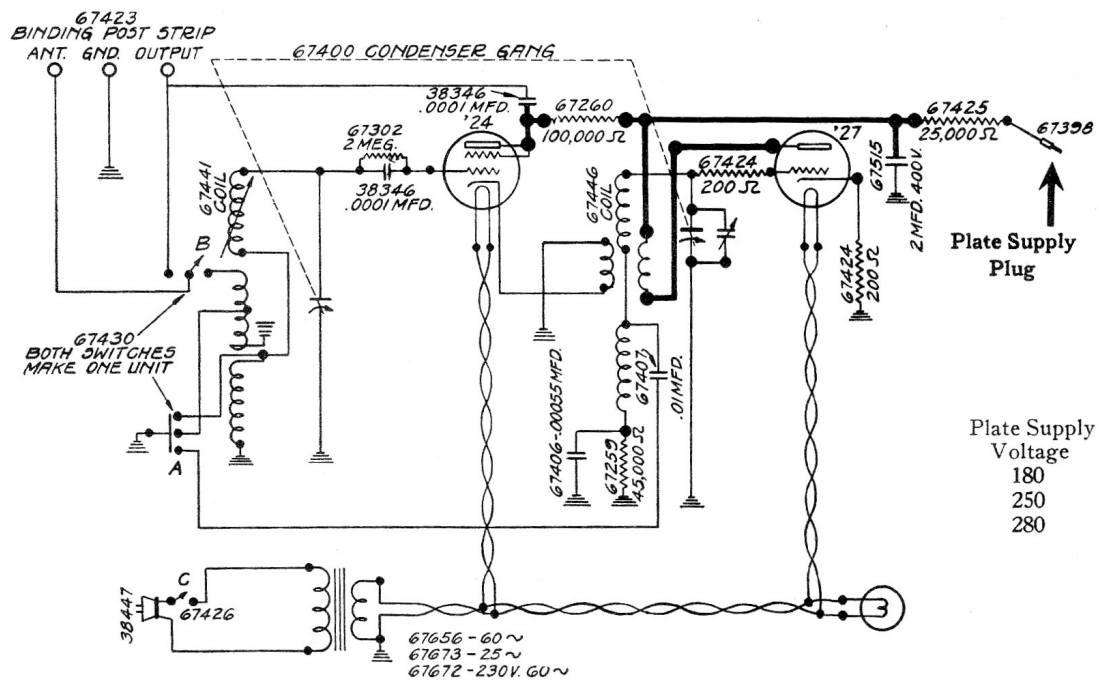 67423
BINDING POST STRIP
ANT. GND. OUTPUT
67400 CONDENSER GANG
38346
.0001 MFD.
'24
67260
100,000 Ω
'27
67425
25,000 Ω
67398
67515
2 MFD. 400V.
67302
2 MEG.
38346
.0001 MFD.
67441
COIL
67446
COIL
67424
200 Ω
67424
200 Ω
Plate Supply
Plug
B
67430
BOTH SWITCHES
MAKE ONE UNIT
A
67406-.00055 MFD.
67259
45,000 Ω
67407
.01 MFD.
Plate Supply
Voltage
180
250
280
38447
C
67426
67656-60~
67673-25~
67672-230V. 60~